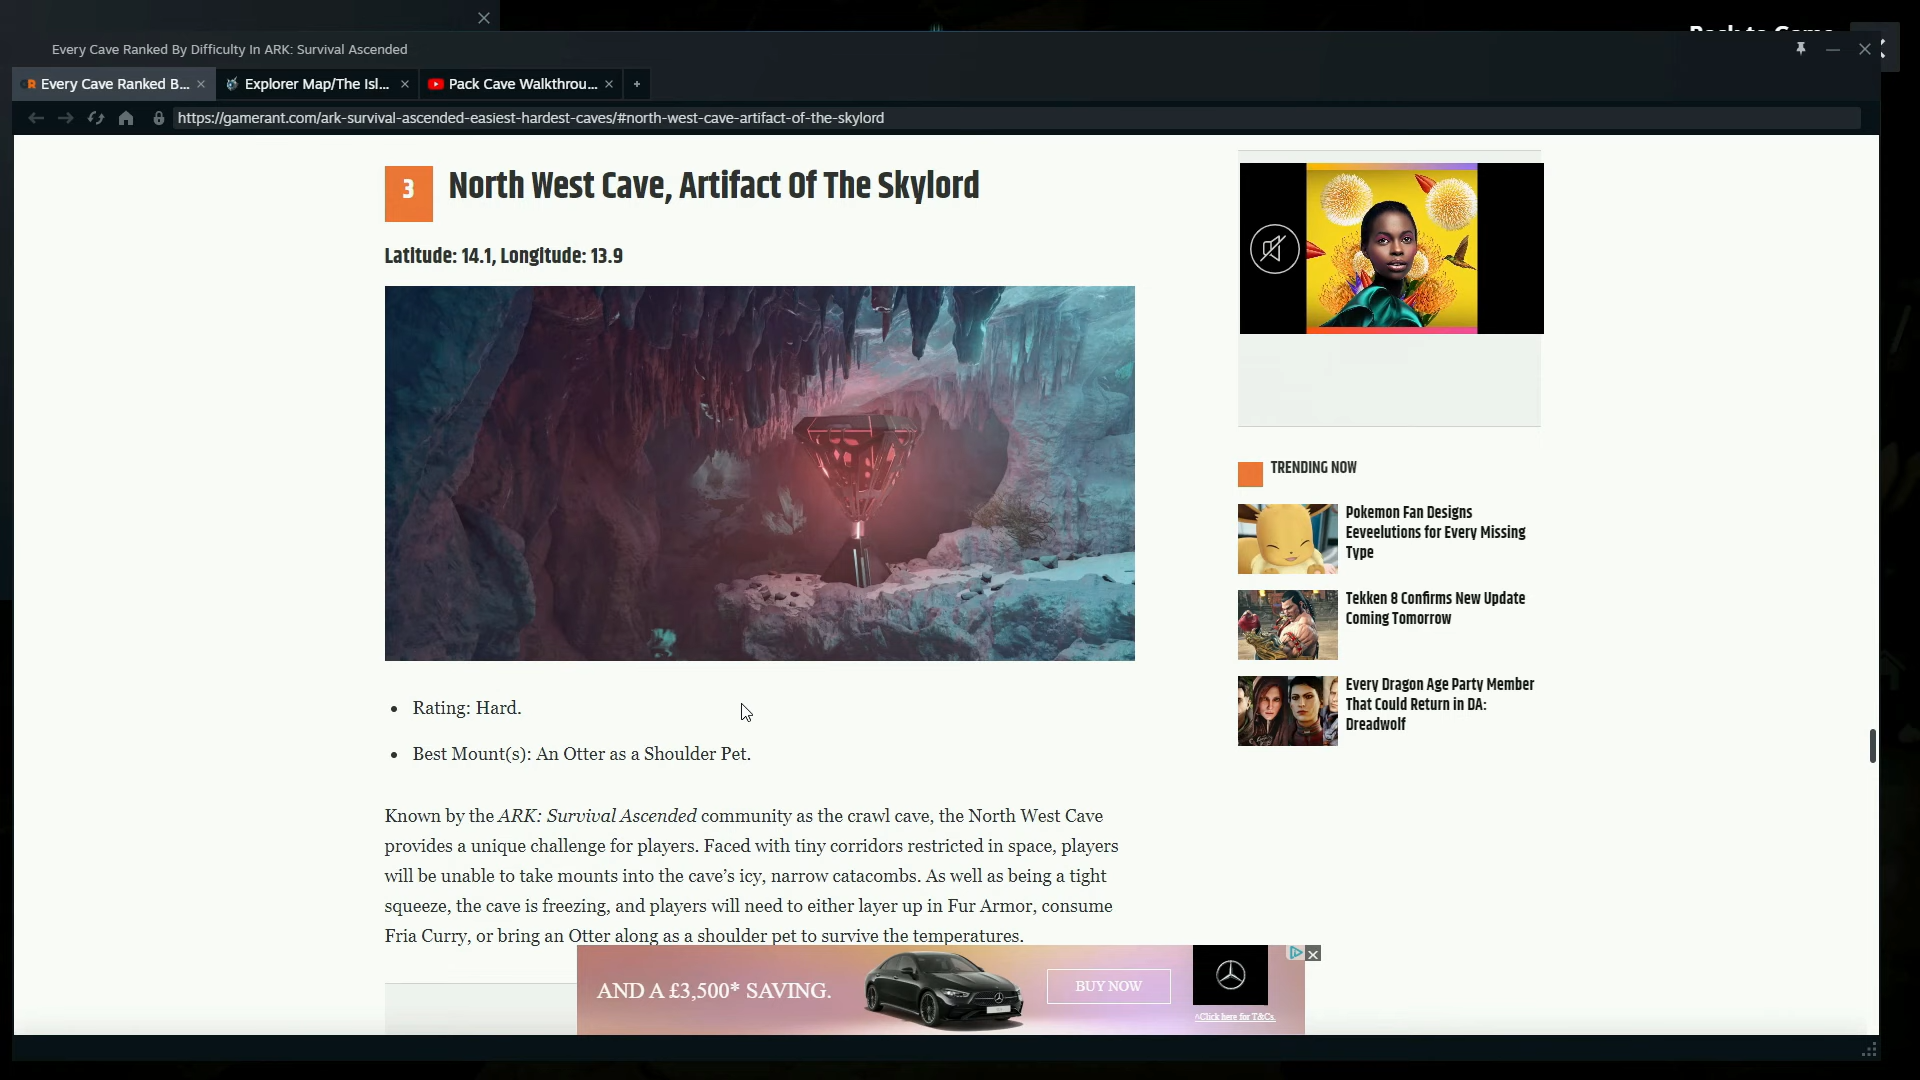 Back to Game
Every Cave Ranked By Difficulty In ARK: Survival Ascended
Every Cave Ranked B...
Explorer Map/The Isl...
Pack Cave Walkthrou...
https://gamerant.com/ark-survival-ascended-easiest-hardest-caves/#north-west-cave-artifact-of-the-skylord
3
North West Cave, Artifact Of The Skylord
Latitude: 14.1, Longitude: 13.9
• Rating: Hard.
• Best Mount(s): An Otter as a Shoulder Pet.
Known by the ARK: Survival Ascended community as the crawl cave, the North West Cave
provides a unique challenge for players. Faced with tiny corridors restricted in space, players
will be unable to take mounts into the cave’s icy, narrow catacombs. As well as being a tight
squeeze, the cave is freezing, and players will need to either layer up in Fur Armor, consume
Fria Curry, or bring an Otter along as a shoulder pet to survive the temperatures.
TRENDING NOW
Pokemon Fan Designs
Eeveelutions for Every Missing
Type
Tekken 8 Confirms New Update
Coming Tomorrow
Every Dragon Age Party Member
That Could Return in DA:
Dreadwolf
AND A £3,500* SAVING.
BUY NOW
^Click here for T&Cs.